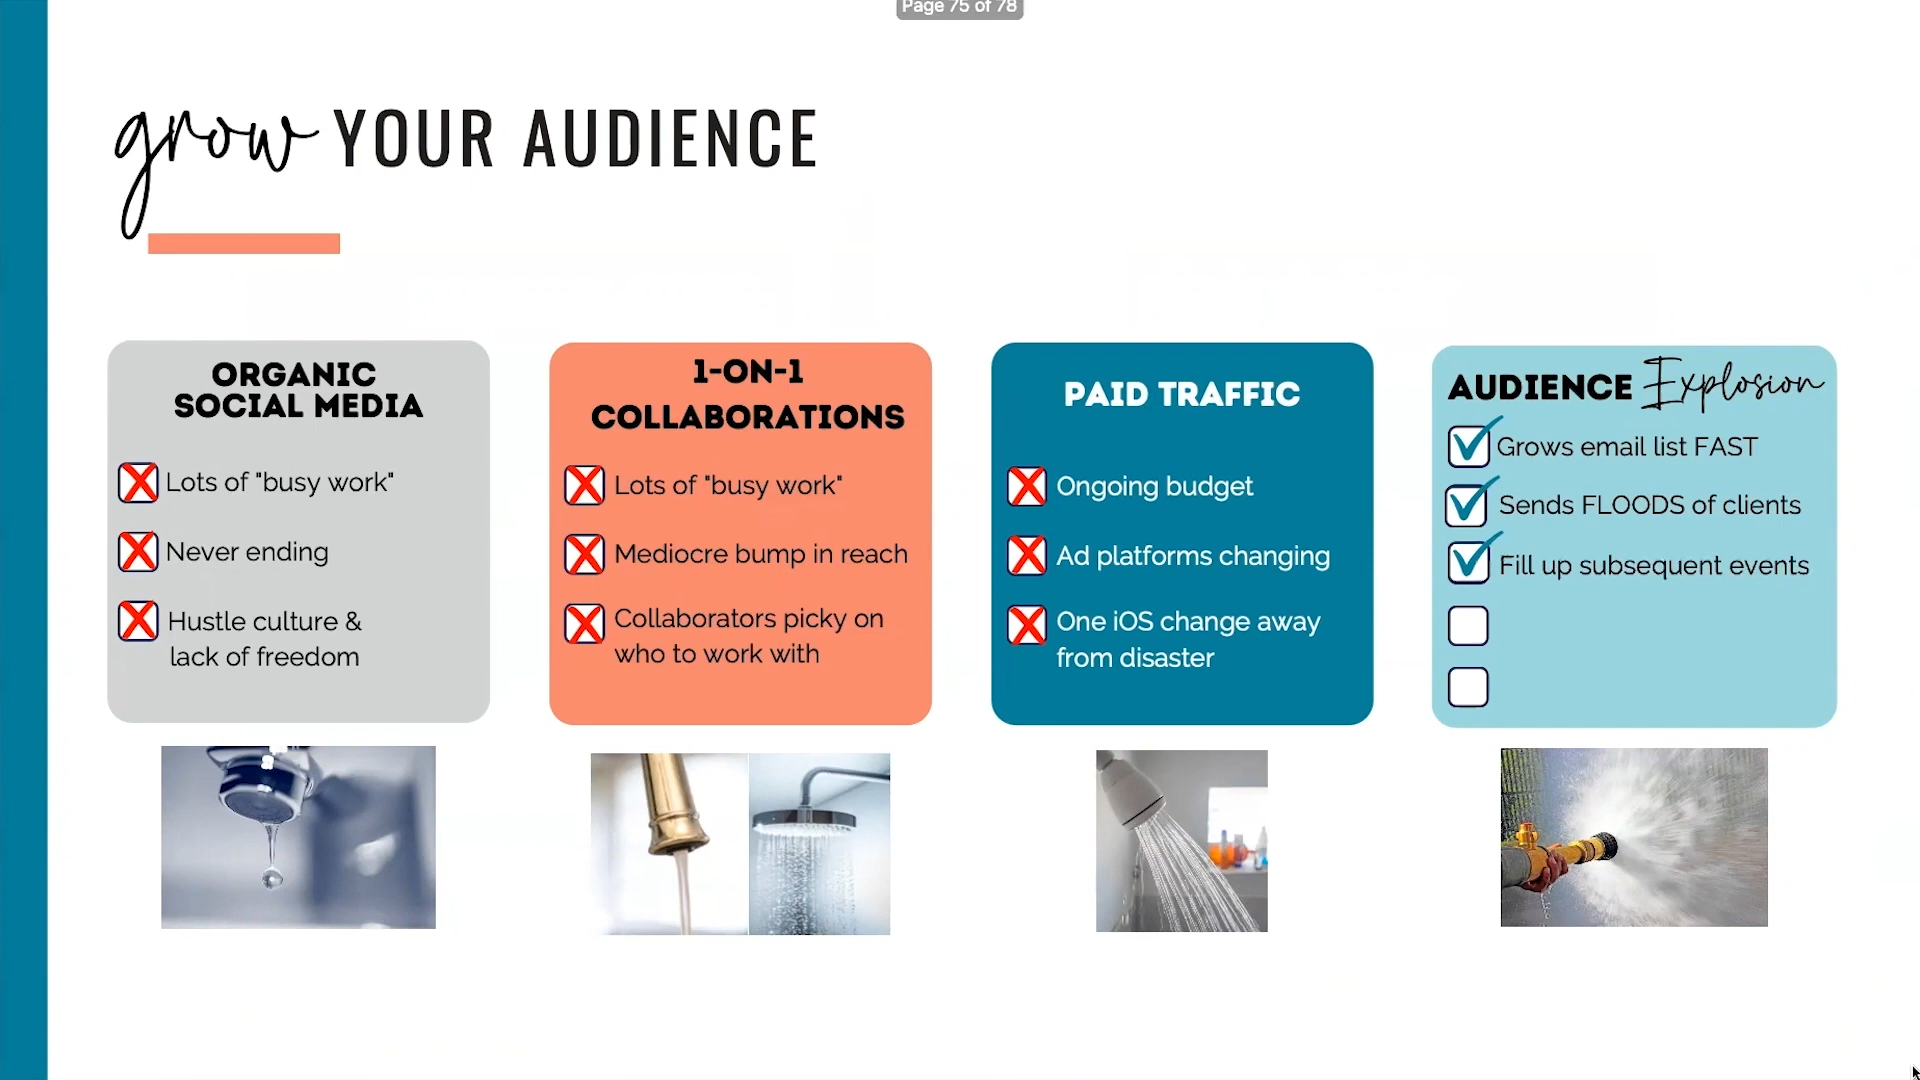 Page 75 of 78
grow YOUR AUDIENCE
ORGANIC
SOCIAL MEDIA
Lots of "busy work"
Never ending
Hustle culture &
lack of freedom
1-ON-1
COLLABORATIONS
Lots of "busy work"
Mediocre bump in reach
Collaborators picky on
who to work with
PAID TRAFFIC
Ongoing budget
Ad platforms changing
One iOS change away
from disaster
AUDIENCE Explosion
Grows email list FAST
Sends FLOODS of clients
Fill up subsequent events